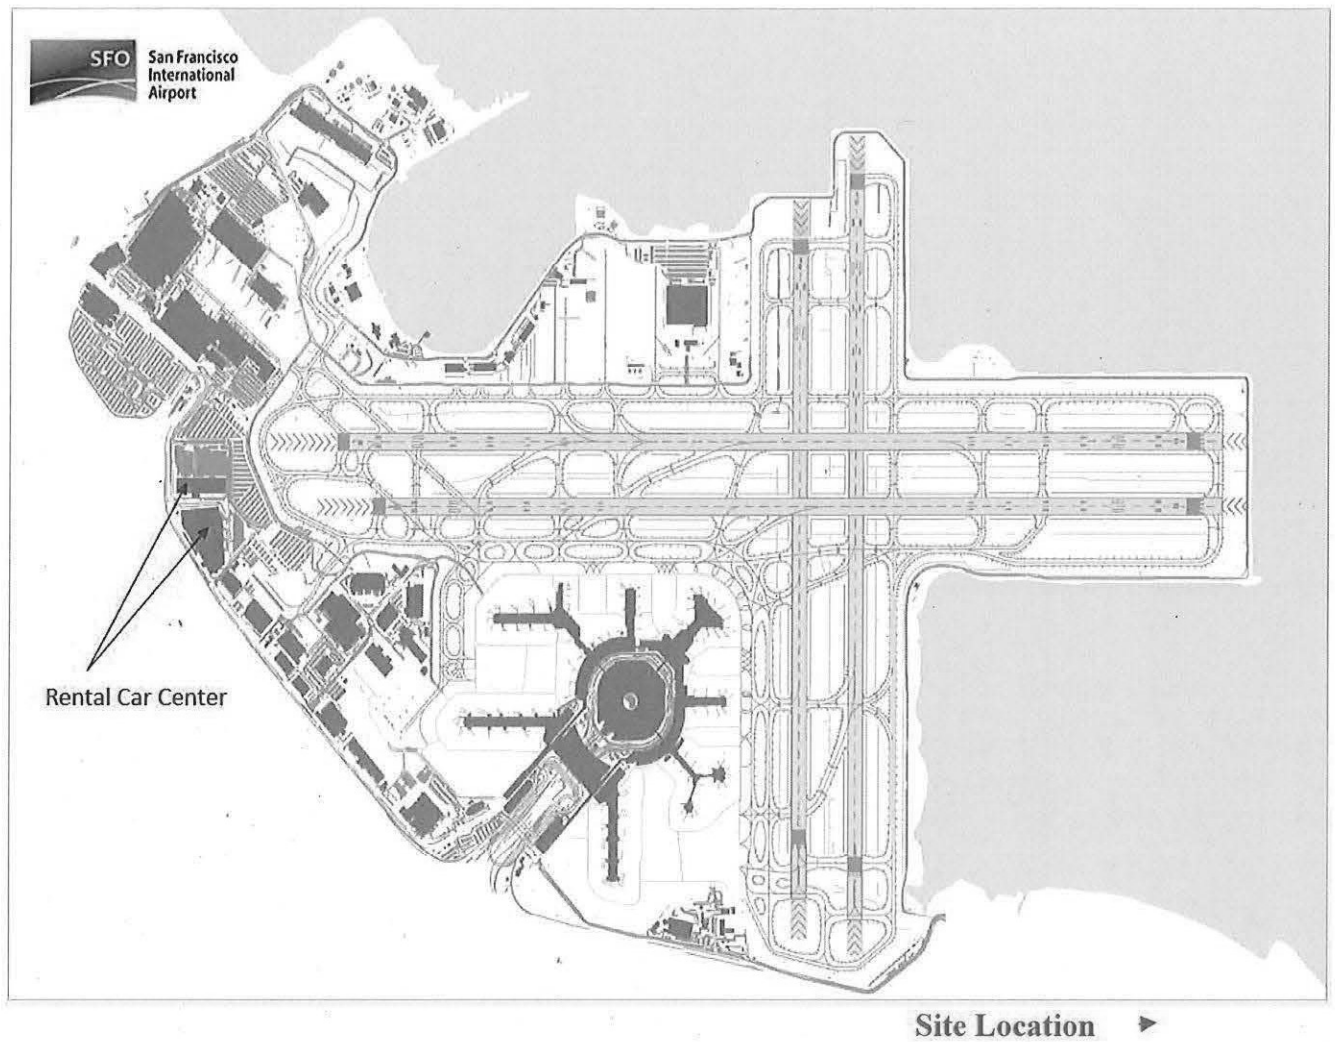 SFO
San Francisco
International
Airport
Rental Car Center
Site Location